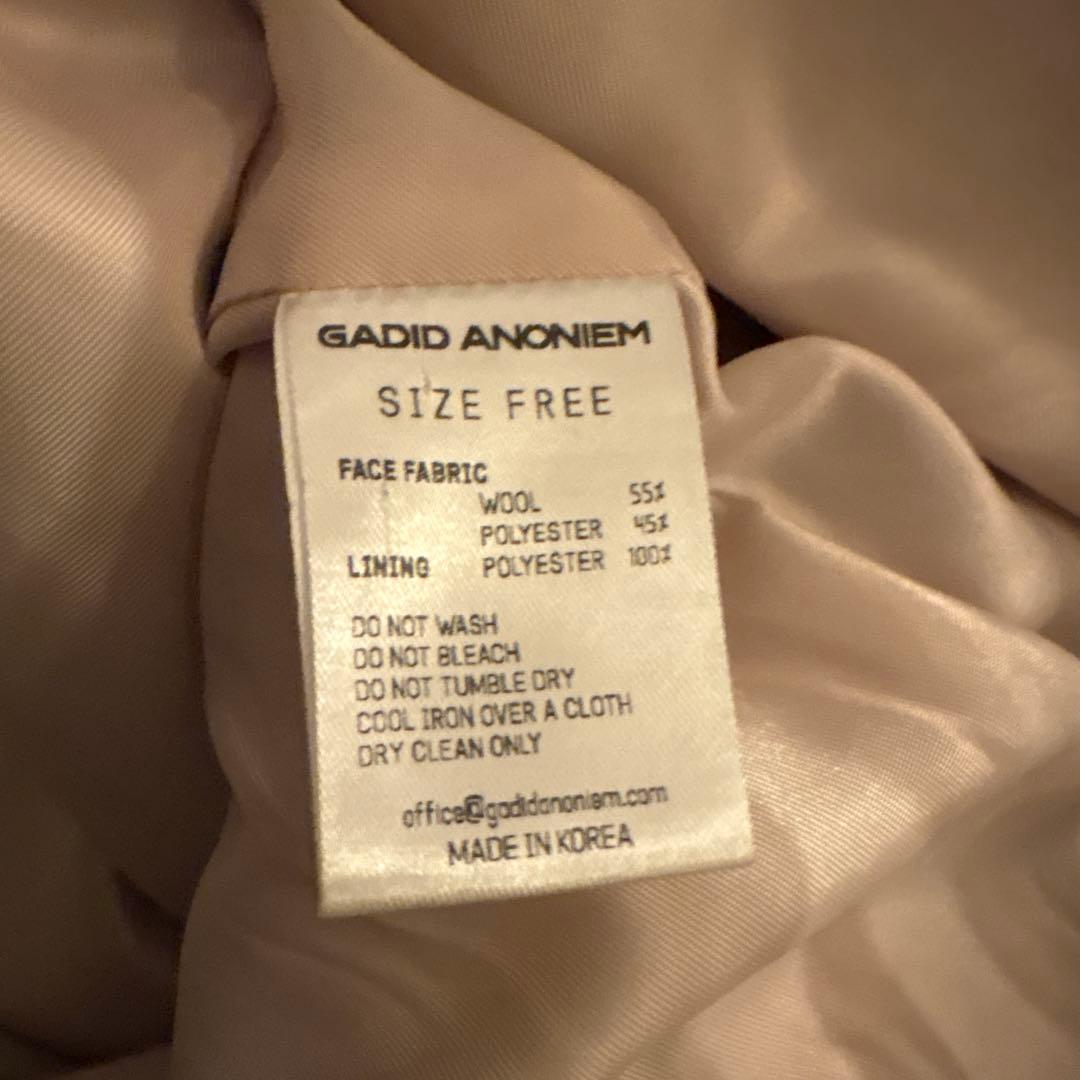 GADID ANONIEM
SIZE FREE
FACE FABRIC
WOOL 55%
POLYESTER 45%
LINING POLYESTER 100%
DO NOT WASH
DO NOT BLEACH
DO NOT TUMBLE DRY
COOL IRON OVER A CLOTH
DRY CLEAN ONLY
office@gadidanoniem.com
MADE IN KOREA